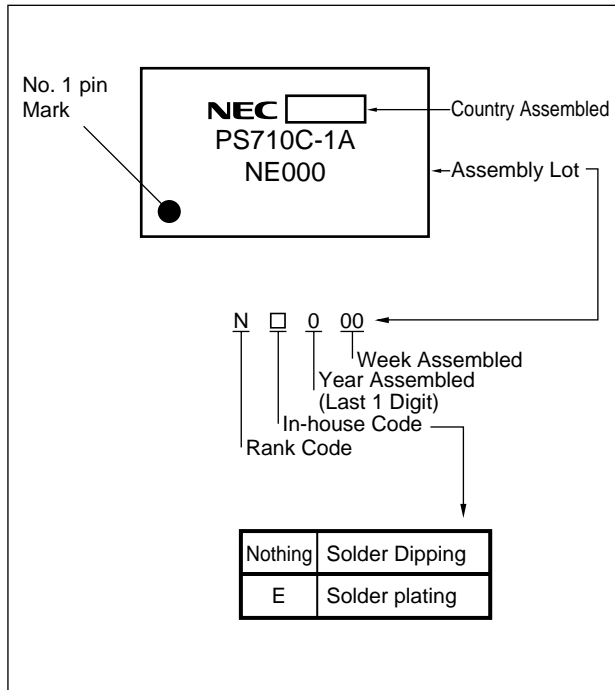 No. 1 pin
Mark
NEC
Country Assembled
PS710C-1A
NE000
Assembly Lot
N □ 0 00
Week Assembled
Year Assembled
(Last 1 Digit)
In-house Code
Rank Code
Nothing Solder Dipping
E Solder plating